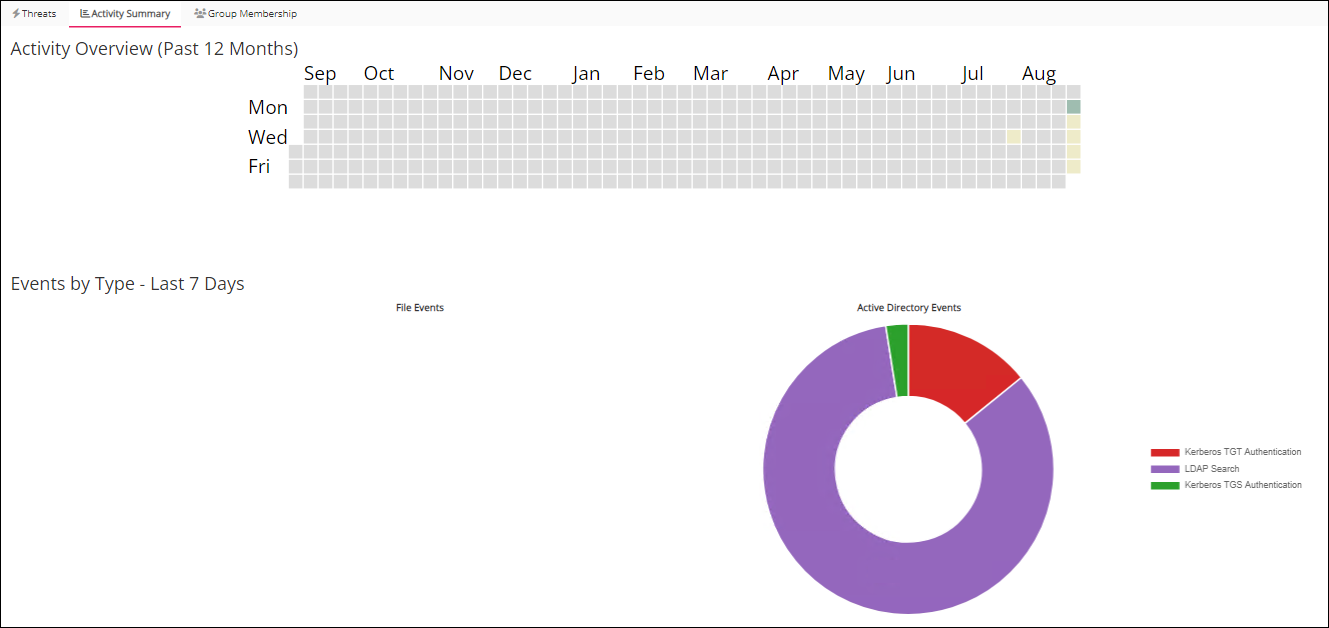 Threats Activity Summary Group Membership
Activity Overview (Past 12 Months)
Sep Oct Nov Dec Jan Feb Mar Apr May Jun Jul Aug
Mon
Wed
Fri
Events by Type - Last 7 Days
File Events
Active Directory Events
Kerberos TGT Authentication
LDAP Search
Kerberos TGS Authentication